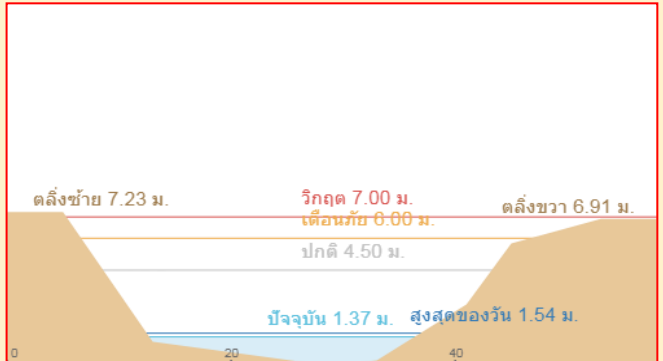 ตลิ่งซ้าย 7.23 ม.
วิกฤต 7.00 ม.
ตลิ่งขวา 6.91 ม.
เตือนภัย 6.00 ม.
ปกติ 4.50 ม.
ปัจจุบัน 1.37 ม.
สูงสุดของวัน 1.54 ม.
0
20
40